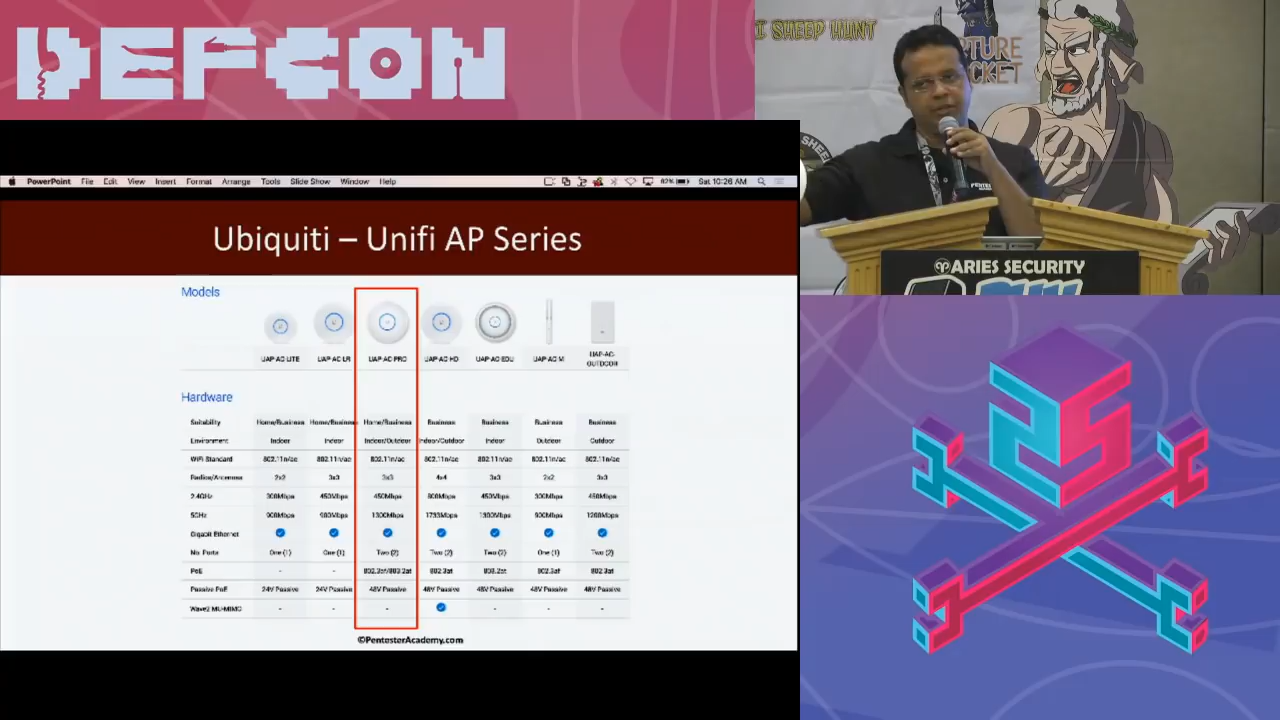 DEFCON
I SHEEP HUNT
PowerPoint File Edit View Insert Format Arrange Tools Slide Show Window Help 62% Sat 10:26 AM
Ubiquiti – Unifi AP Series
Models
UAP-AC-LITE UAP-AC-LR UAP-AC-PRO UAP-AC-HD UAP-AC-EDU UAP-AC-M UAP-AC-OUTDOOR
Hardware
Suitability Home/Business Home/Business Home/Business Business Business Business Business
Environment Indoor Indoor Indoor/Outdoor Indoor/Outdoor Indoor Outdoor Outdoor
WiFi Standard 802.11n/ac 802.11n/ac 802.11n/ac 802.11n/ac 802.11n/ac 802.11n/ac 802.11n/ac
Radios/Antennas 2x2 3x3 3x3 4x4 3x3 2x2 3x3
2.4GHz 300Mbps 450Mbps 450Mbps 800Mbps 450Mbps 300Mbps 450Mbps
5GHz 900Mbps 900Mbps 1300Mbps 1733Mbps 1300Mbps 900Mbps
Gigabit Ethernet
No. Ports One (1) One (1) Two (2) Two (2) Two (2) One (1) Two (2)
PoE - - 802.3af/802.3at 802.3at 802.3at 802.3af 802.3af
Passive PoE 24V Passive 24V Passive 48V Passive 48V Passive 48V Passive 48V Passive 48V Passive
Wave2 MU-MIMO - - - - - -
©PentesterAcademy.com
ARIES SECURITY